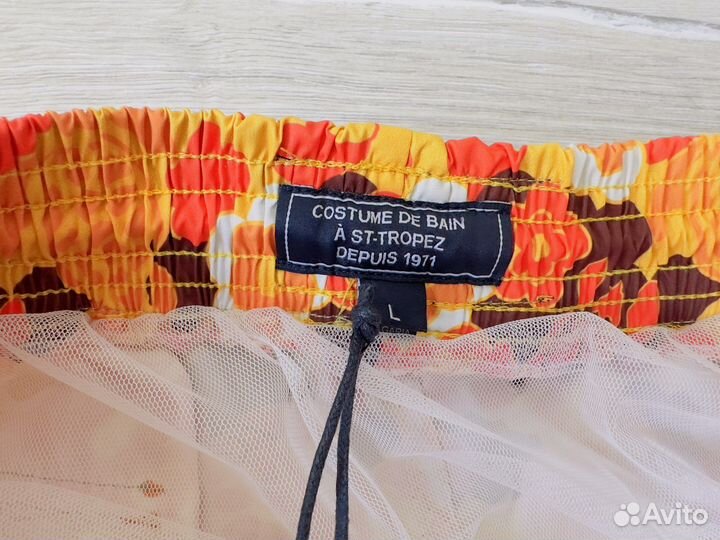 COSTUME DE BAIN
À ST-TROPEZ
DEPUIS 1971
L
Avito